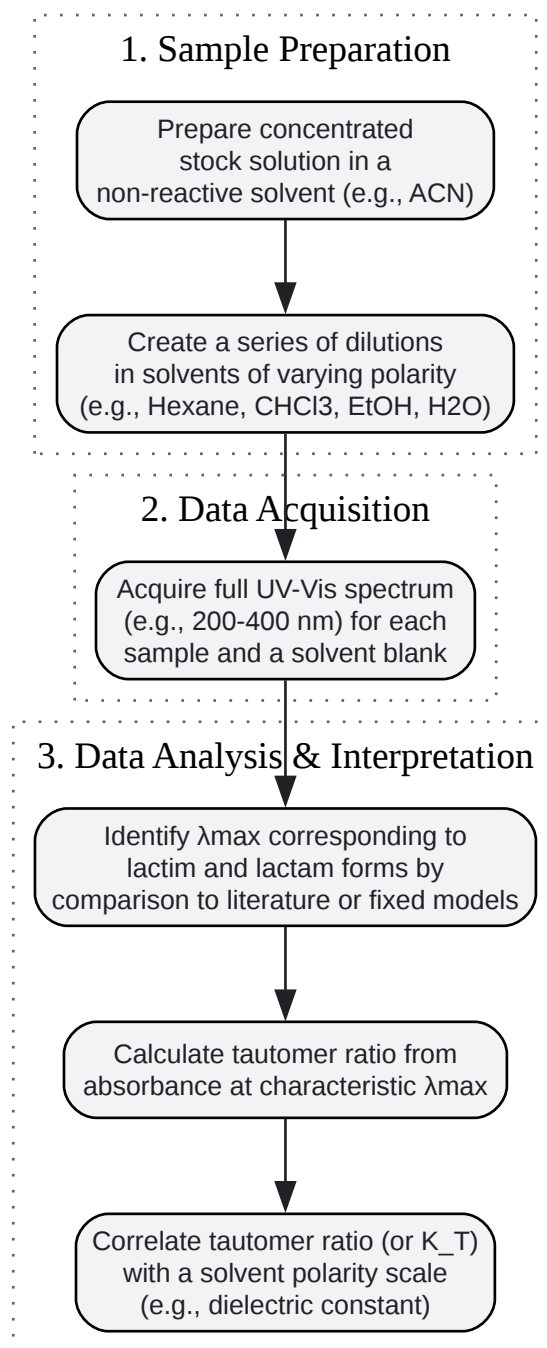 1. Sample Preparation
Prepare concentrated
stock solution in a
non-reactive solvent (e.g., ACN)
Create a series of dilutions
in solvents of varying polarity
(e.g., Hexane, CHCl3, EtOH, H2O)
2. Data Acquisition
Acquire full UV-Vis spectrum
(e.g., 200-400 nm) for each
sample and a solvent blank
3. Data Analysis & Interpretation
Identify λmax corresponding to
lactim and lactam forms by
comparison to literature or fixed models
Calculate tautomer ratio from
absorbance at characteristic λmax
Correlate tautomer ratio (or K_T)
with a solvent polarity scale
(e.g., dielectric constant)